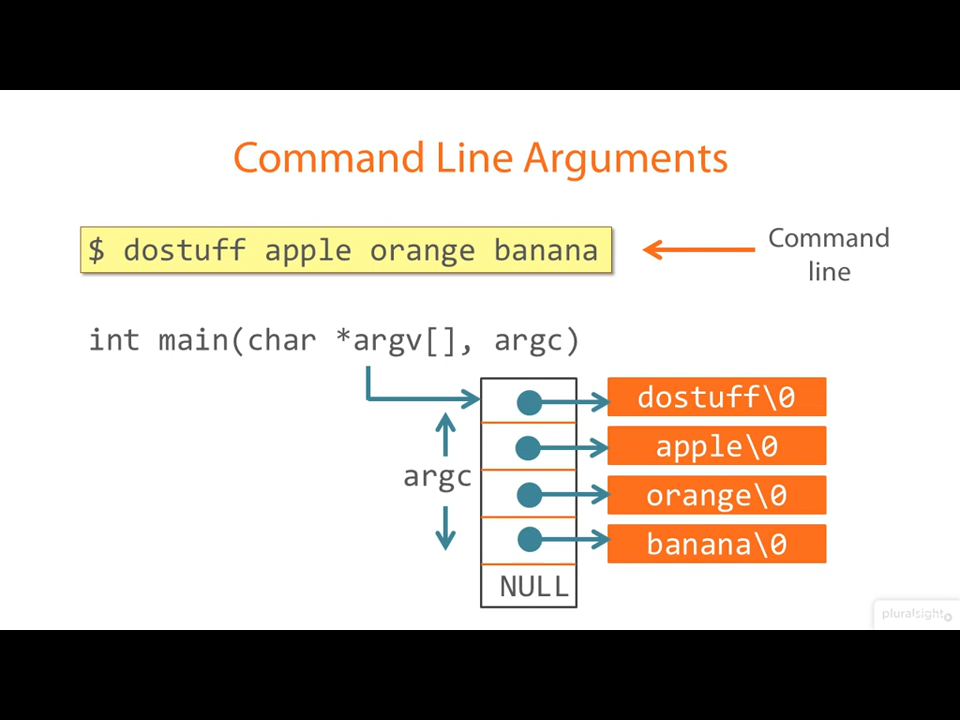 Command Line Arguments
$ dostuff apple orange banana
Command
line
int main(char *argv[], argc)
dostuff\0
apple\0
argc
orange\0
banana\0
NULL
pluralsight